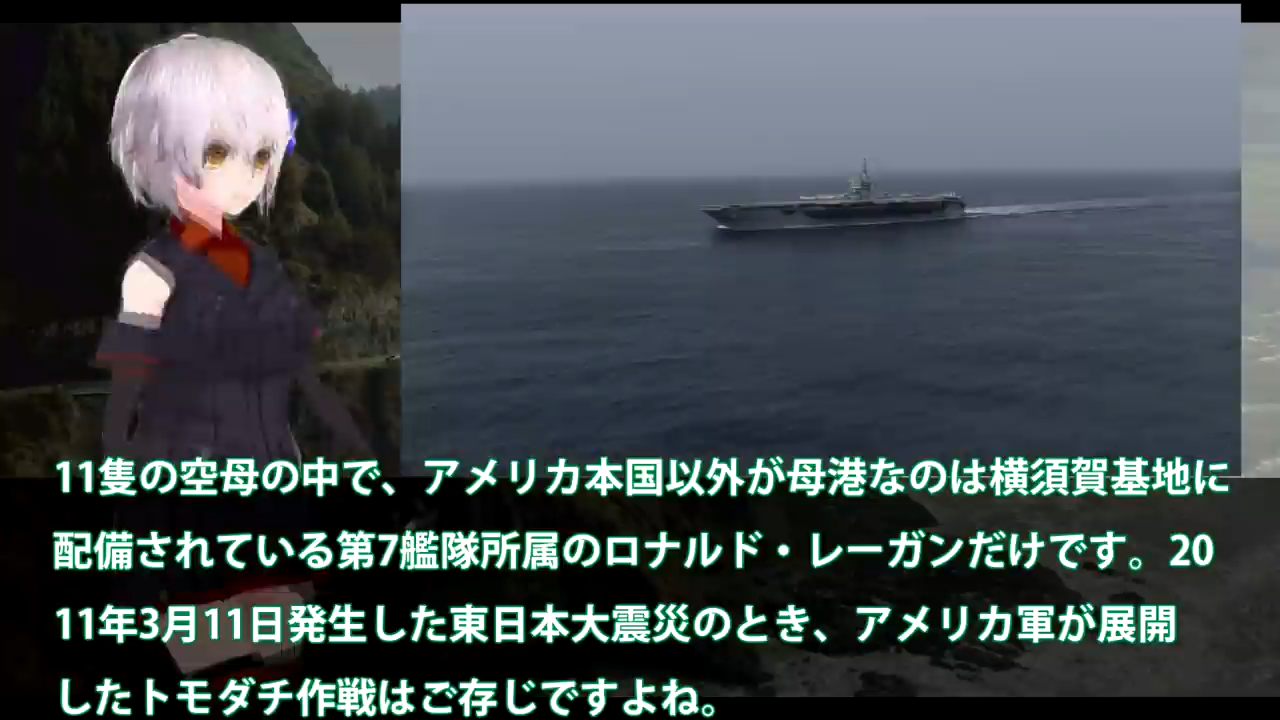 11隻の空母の中で、アメリカ本国以外が母港なのは横須賀基地に
配備されている第7艦隊所属のロナルド・レーガンだけです。20
11年3月11日発生した東日本大震災のとき、アメリカ軍が展開
したトモダチ作戦はご存じですよね。